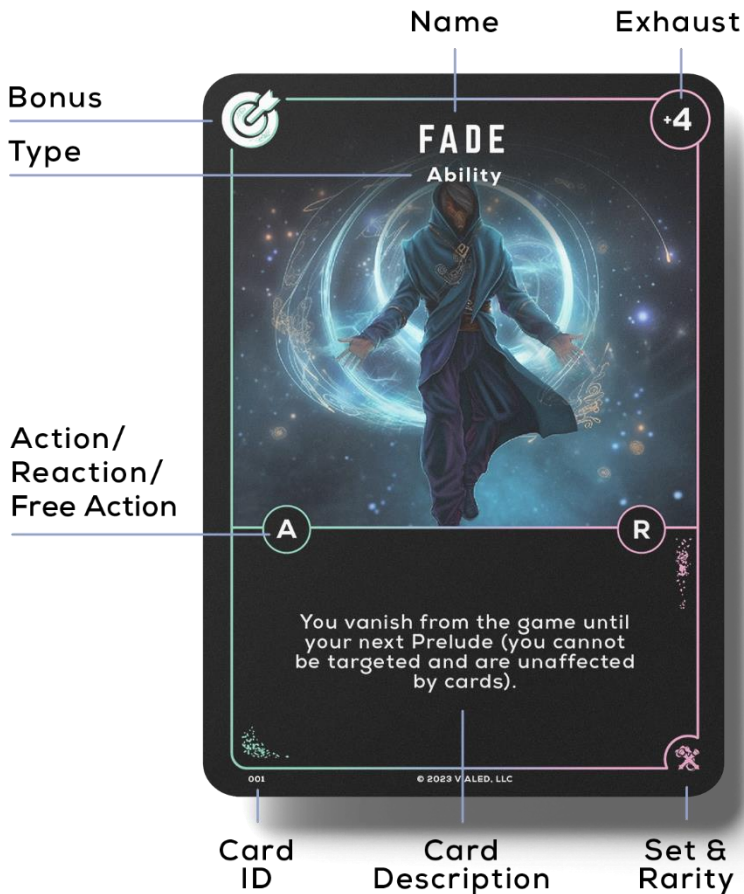 Name
Exhaust
Bonus
Type
+4
FADE
Ability
Action/
Reaction/
Free Action
A
R
You vanish from the game until
your next Prelude (you cannot
be targeted and are unaffected
by cards).
001
© 2023 VIALED, LLC
Card
ID
Card
Description
Set &
Rarity